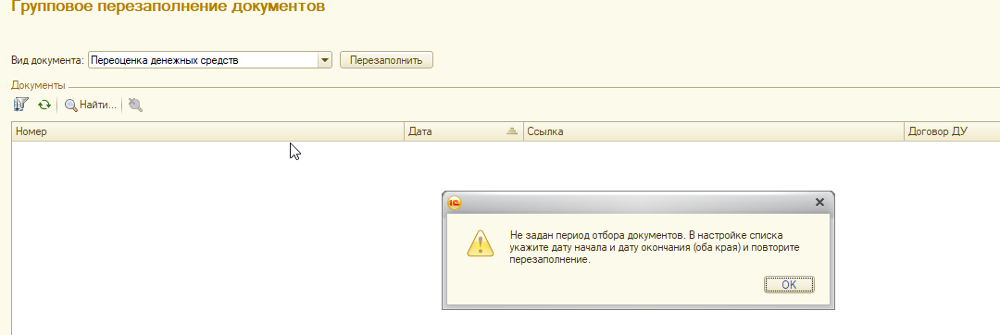 Групповое перезаполнение документов
Вид документа: Переоценка денежных средств Перезаполнить
Документы
Найти...
Номер Дата Ссылка Договор ДУ
1С
Не задан период отбора документов. В настройке списка
укажите дату начала и дату окончания (оба края) и повторите
перезаполнение.
OK